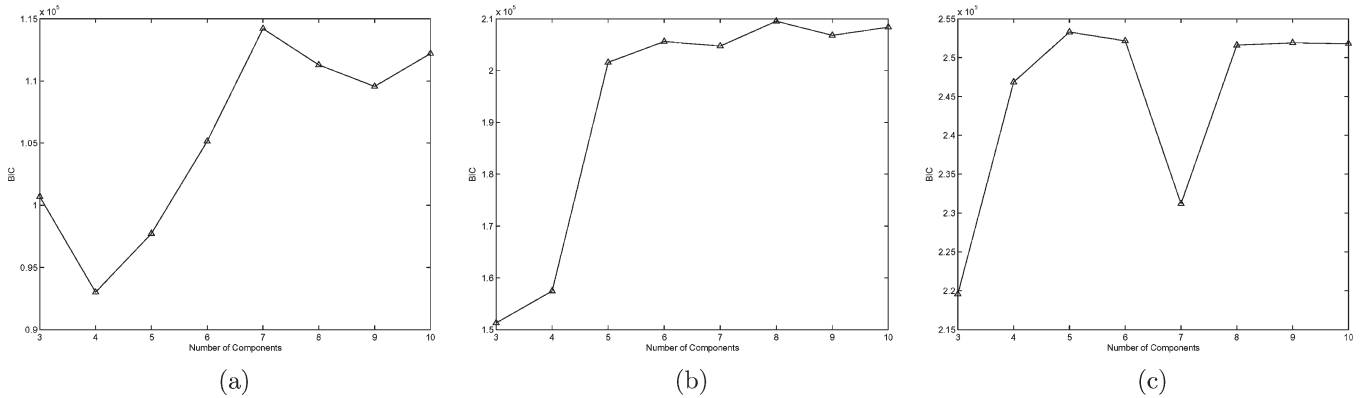 x 10^5
1.15
1.1
1.05
1
0.95
0.9
BIC
3 4 5 6 7 8 9 10
Number of Components
(a)
x 10^5
2.1
2
1.9
1.8
1.7
1.6
1.5
BIC
3 4 5 6 7 8 9 10
Number of Components
(b)
x 10^5
2.55
2.5
2.45
2.4
2.35
2.3
2.25
2.2
2.15
BIC
3 4 5 6 7 8 9 10
Number of Components
(c)